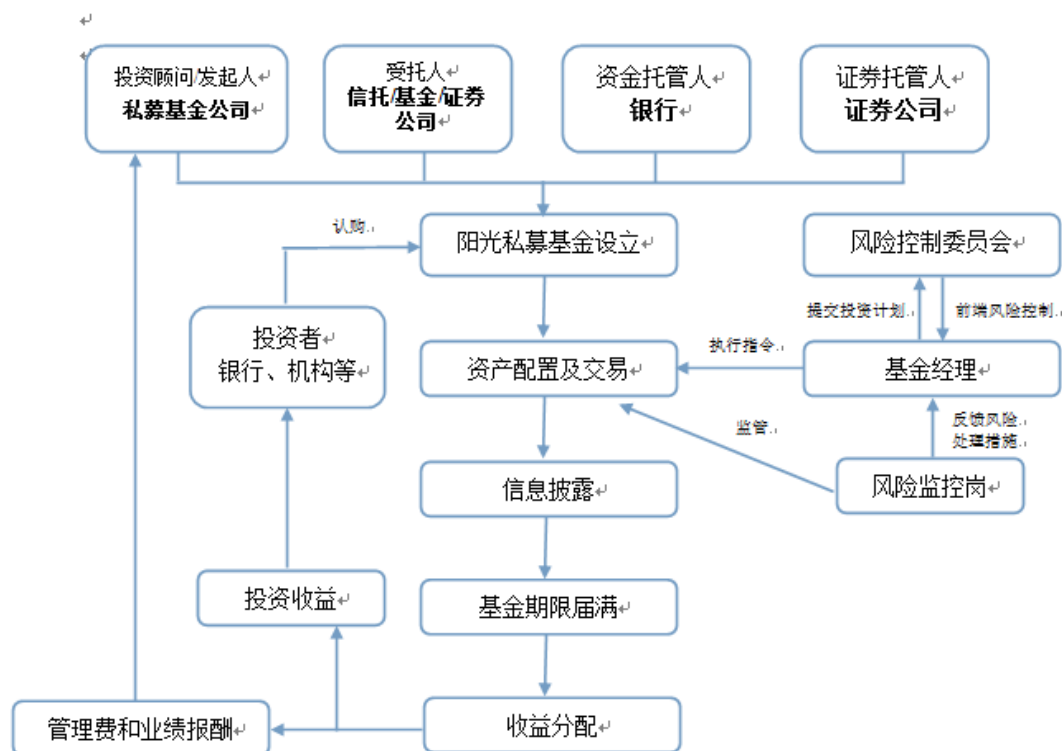 投资顾问/发起人
私募基金公司
受托人
信托/基金/证券
公司
资金托管人
银行
证券托管人
证券公司
认购
阳光私募基金设立
风险控制委员会
提交投资计划
前端风险控制
投资者
银行、机构等
执行指令
资产配置及交易
基金经理
监管
反馈风险
处理措施
信息披露
风险监控岗
投资收益
基金期限届满
管理费和业绩报酬
收益分配